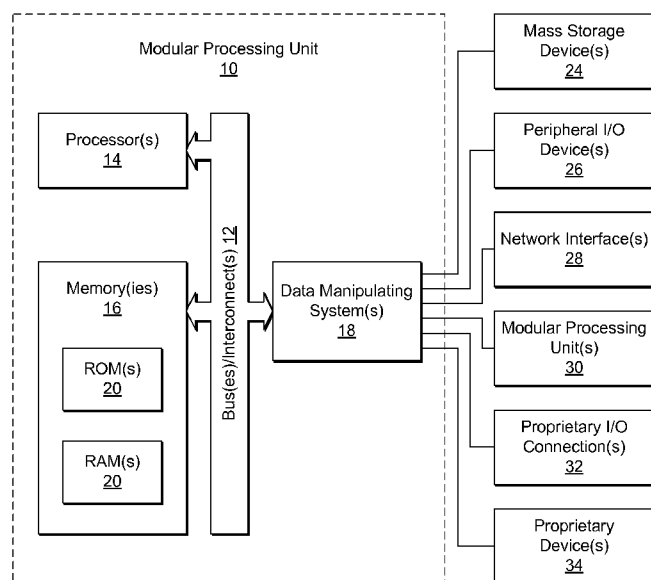 Modular Processing Unit
10
Processor(s)
14
Memory(ies)
16
ROM(s)
20
RAM(s)
20
Bus(es)/Interconnect(s) 12
Data Manipulating
System(s)
18
Mass Storage
Device(s)
24
Peripheral I/O
Device(s)
26
Network Interface(s)
28
Modular Processing
Unit(s)
30
Proprietary I/O
Connection(s)
32
Proprietary
Device(s)
34